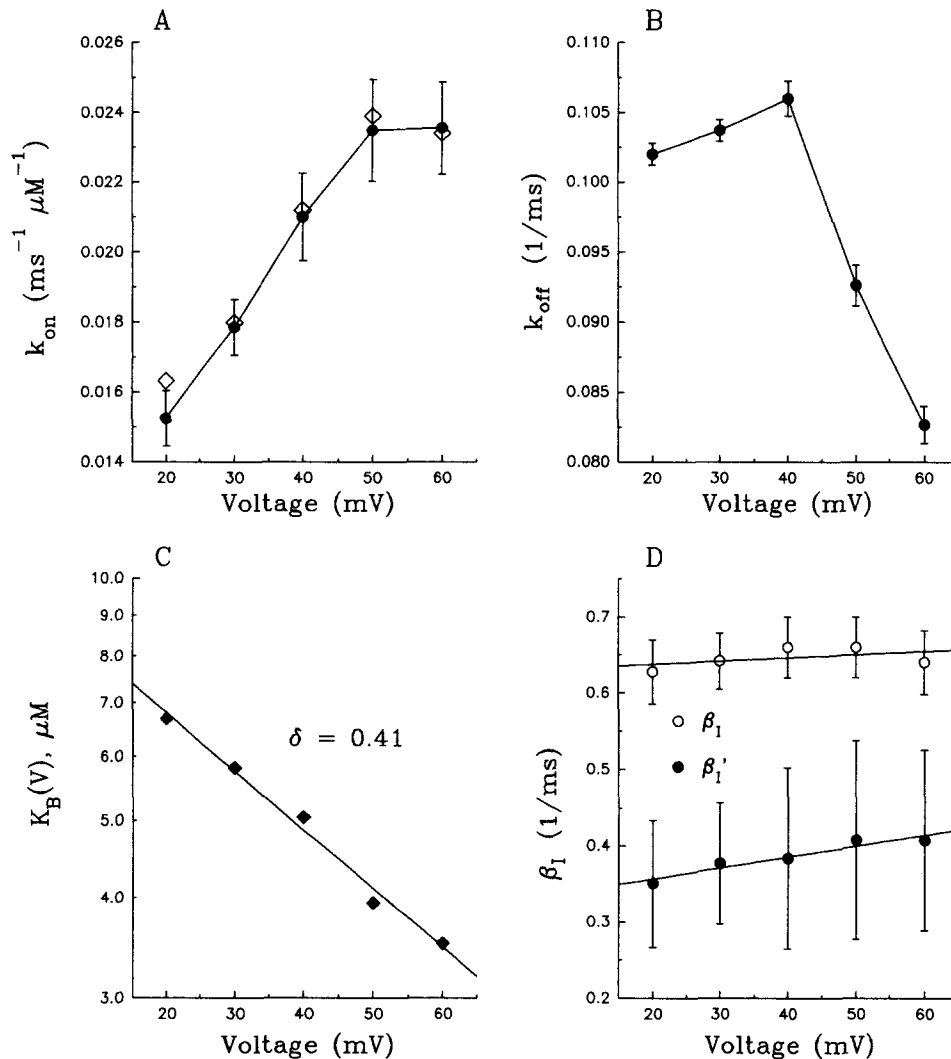 A
k_on (ms⁻¹ μM⁻¹)
0.026
0.024
0.022
0.020
0.018
0.016
0.014
20 30 40 50 60
Voltage (mV)
B
k_off (1/ms)
0.110
0.105
0.100
0.095
0.090
0.085
0.080
20 30 40 50 60
Voltage (mV)
C
K_B(V), μM
10.0
9.0
8.0
7.0
6.0
5.0
4.0
3.0
δ = 0.41
20 30 40 50 60
Voltage (mV)
D
β_I (1/ms)
0.7
0.6
0.5
0.4
0.3
0.2
β_I
β_I'
20 30 40 50 60
Voltage (mV)